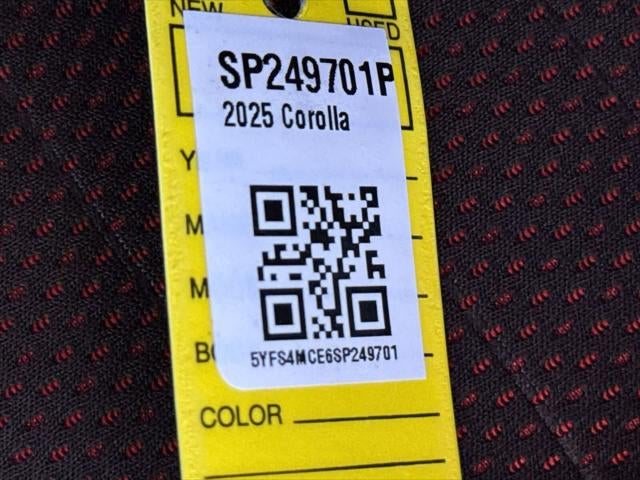 NEW
USED
SP249701P
2025 Corolla
5YFS4MCE6SP249701
COLOR